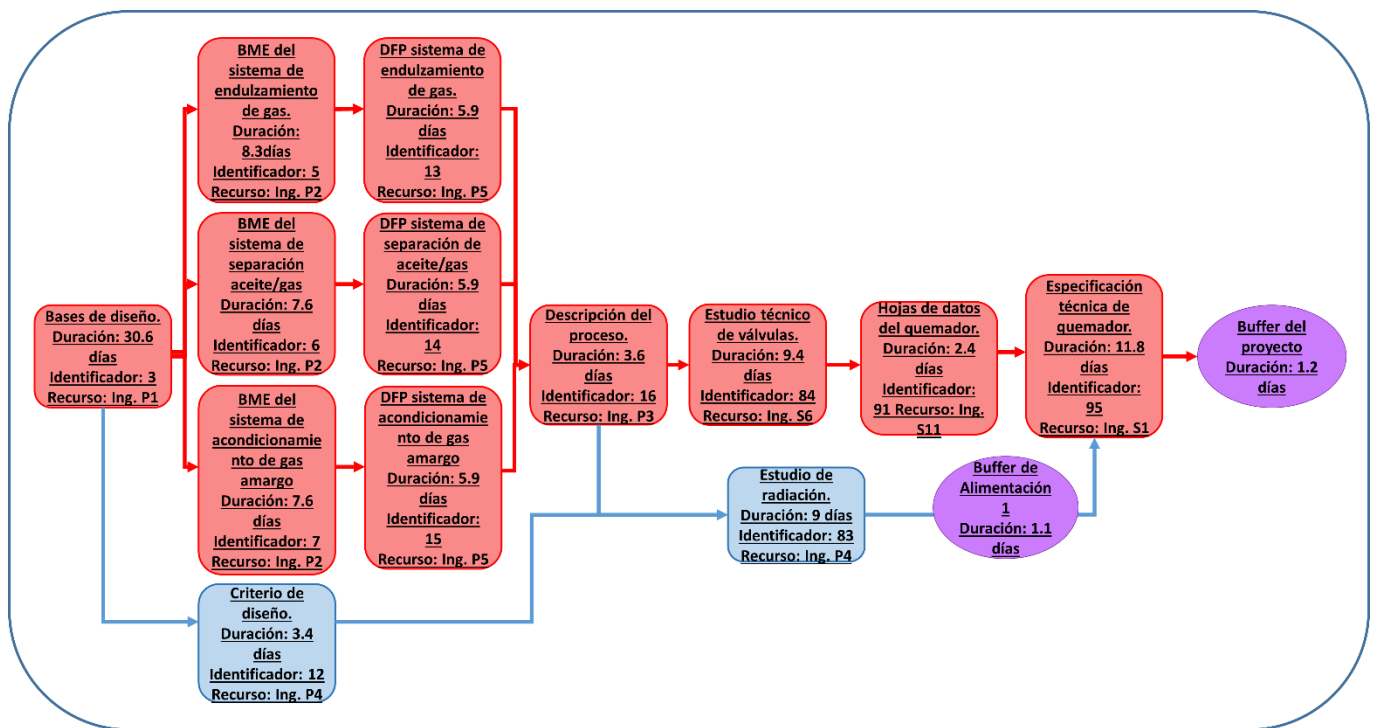 BME del
sistema de
endulzamiento
de gas.
Duración:
8.3días
Identificador: 5
Recurso: Ing. P2
DFP sistema de
endulzamiento
de gas.
Duración: 5.9
días
Identificador:
13
Recurso: Ing. P5
BME del
sistema de
separación
aceite/gas
Duración: 7.6
días
Identificador: 6
Recurso: Ing. P2
DFP sistema de
separación de
aceite/gas
Duración: 5.9
días
Identificador:
14
Recurso: Ing. P5
Bases de diseño.
Duración: 30.6
días
Identificador: 3
Recurso: Ing. P1
Descripción del
proceso.
Duración: 3.6
días
Identificador: 16
Recurso: Ing. P3
Estudio técnico
de válvulas.
Duración: 9.4
días
Identificador: 84
Recurso: Ing. S6
Hojas de datos
del quemador.
Duración: 2.4
días
Identificador:
91 Recurso: Ing.
S11
Especificación
técnica de
quemador.
Duración: 11.8
días
Identificador:
95
Recurso: Ing. S1
Buffer del
proyecto
Duración: 1.2
días
BME del
sistema de
acondicionamie
nto de gas
amargo
Duración: 7.6
días
Identificador: 7
Recurso: Ing. P2
DFP sistema de
acondicionamie
nto de gas
amargo
Duración: 5.9
días
Identificador:
15
Recurso: Ing. P5
Estudio de
radiación.
Duración: 9 días
Identificador: 83
Recurso: Ing. P4
Buffer de
Alimentación
1
Duración: 1.1
días
Criterio de
diseño.
Duración: 3.4
días
Identificador: 12
Recurso: Ing. P4